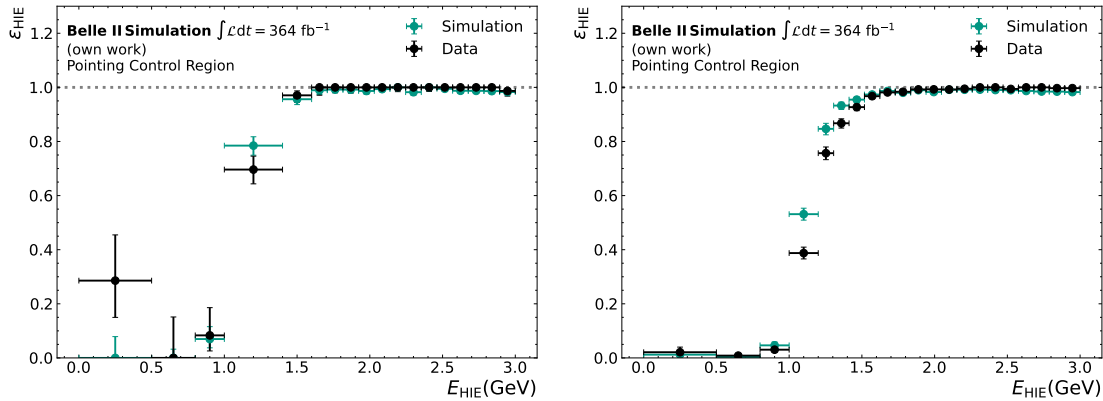 Belle II Simulation ∫ℒdt = 364 fb⁻¹
(own work)
Pointing Control Region
Simulation
Data
ε_HIE
1.2
1.0
0.8
0.6
0.4
0.2
0.0
0.0 0.5 1.0 1.5 2.0 2.5 3.0
E_HIE(GeV)
Belle II Simulation ∫ℒdt = 364 fb⁻¹
(own work)
Pointing Control Region
Simulation
Data
ε_HIE
1.2
1.0
0.8
0.6
0.4
0.2
0.0
0.0 0.5 1.0 1.5 2.0 2.5 3.0
E_HIE(GeV)